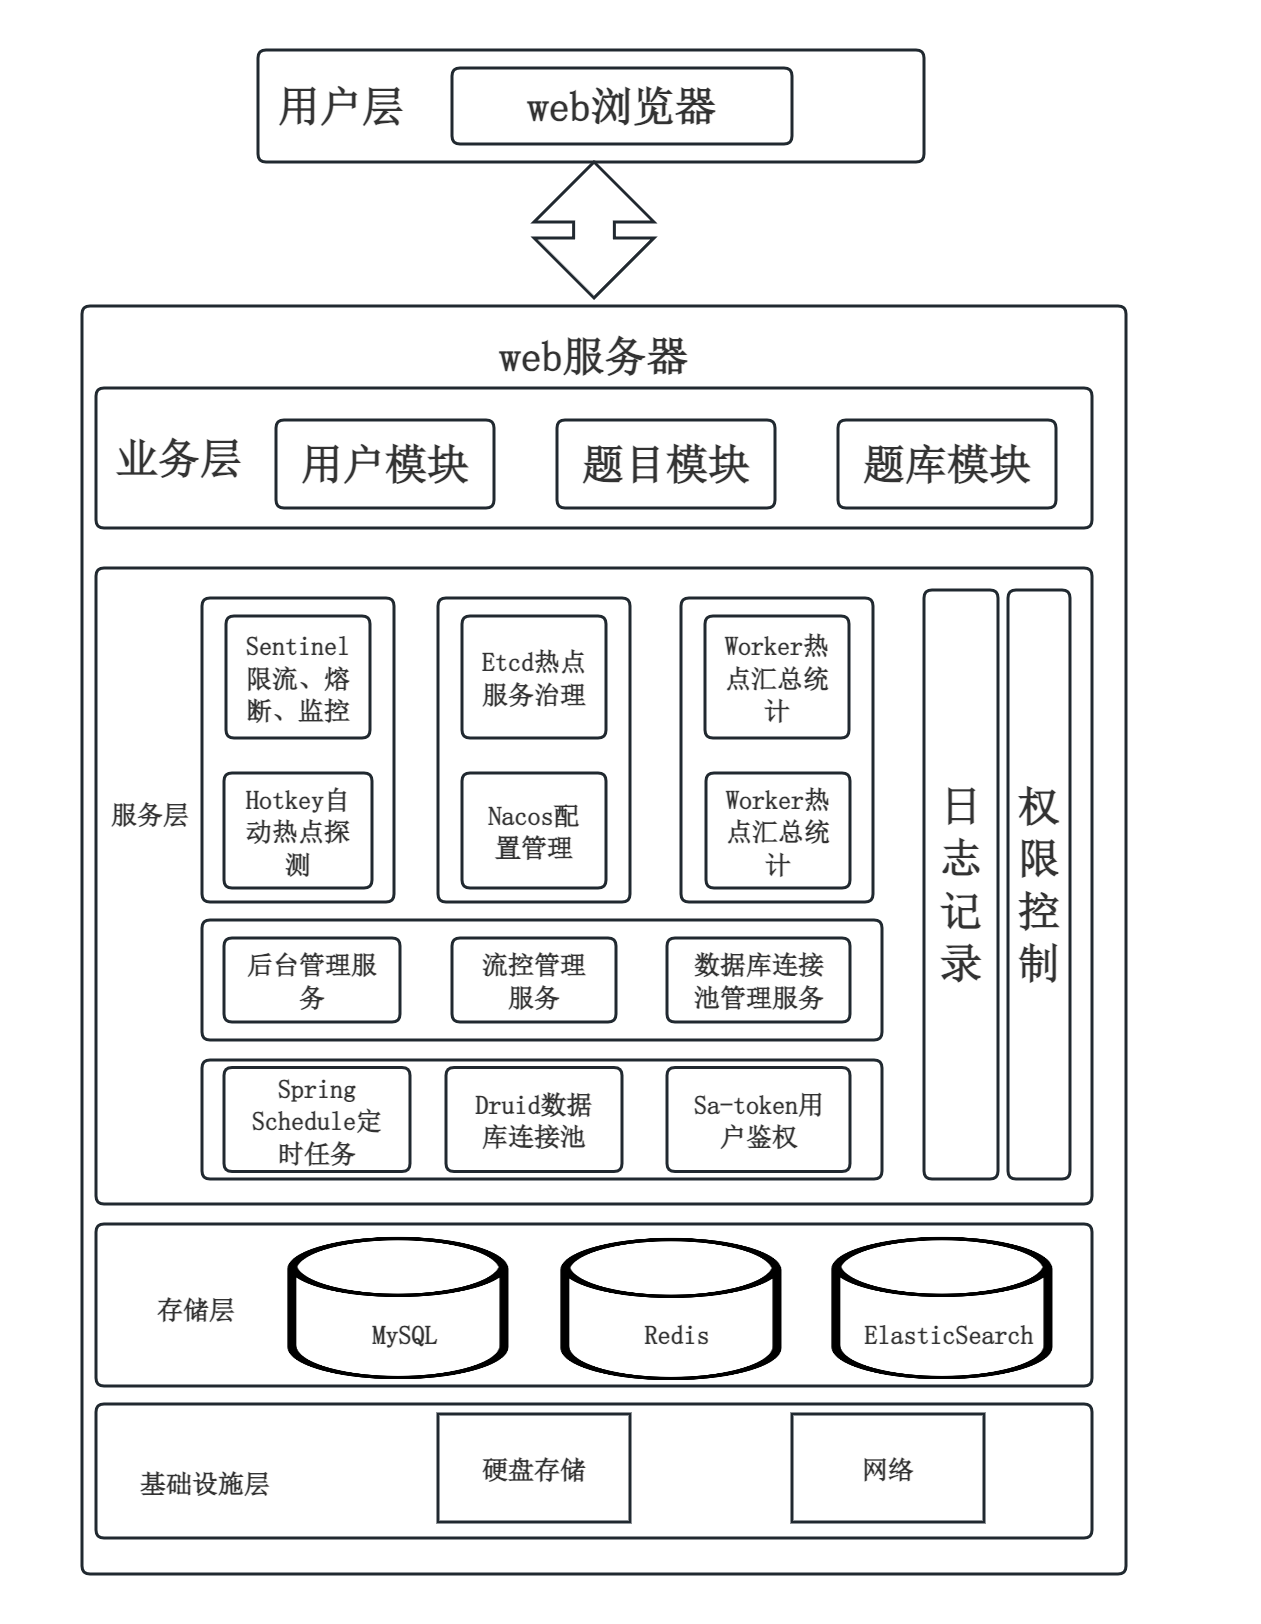 用户层
web浏览器
web服务器
业务层
用户模块
题目模块
题库模块
服务层
Sentinel
限流、熔
断、监控
Hotkey自
动热点探
测
Etcd热点
服务治理
Nacos配
置管理
Worker热
点汇总统
计
Worker热
点汇总统
计
后台管理服
务
流控管理
服务
数据库连接
池管理服务
Spring
Schedule定
时任务
Druid数据
库连接池
Sa-token用
户鉴权
日
志
记
录
权
限
控
制
存储层
MySQL
Redis
ElasticSearch
基础设施层
硬盘存储
网络